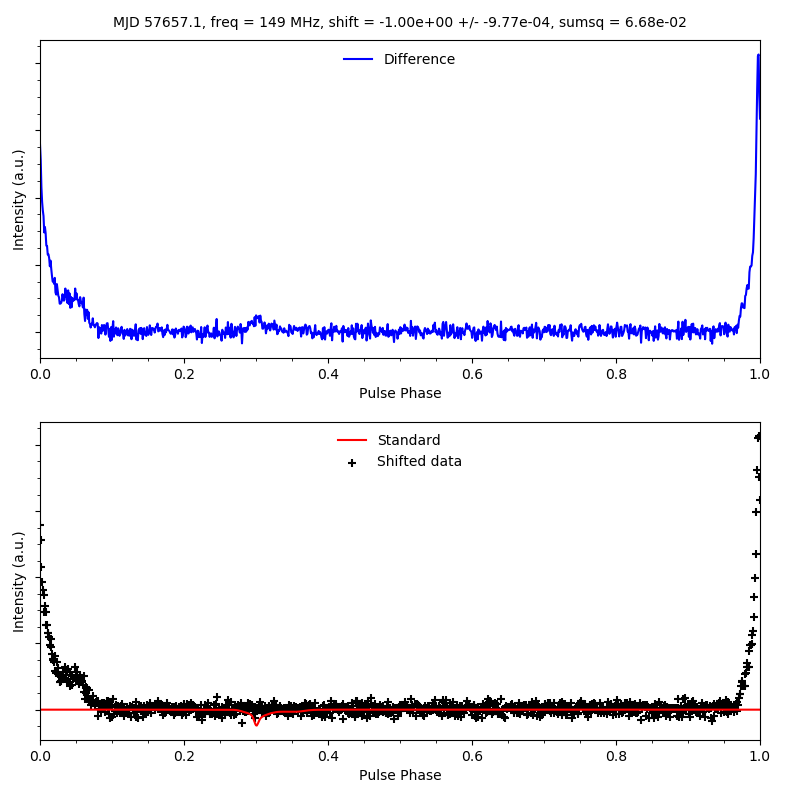 MJD 57657.1, freq = 149 MHz, shift = -1.00e+00 +/- -9.77e-04, sumsq = 6.68e-02
Difference
Intensity (a.u.)
0.0 0.2 0.4 0.6 0.8 1.0
Pulse Phase
Standard
Shifted data
Intensity (a.u.)
0.0 0.2 0.4 0.6 0.8 1.0
Pulse Phase